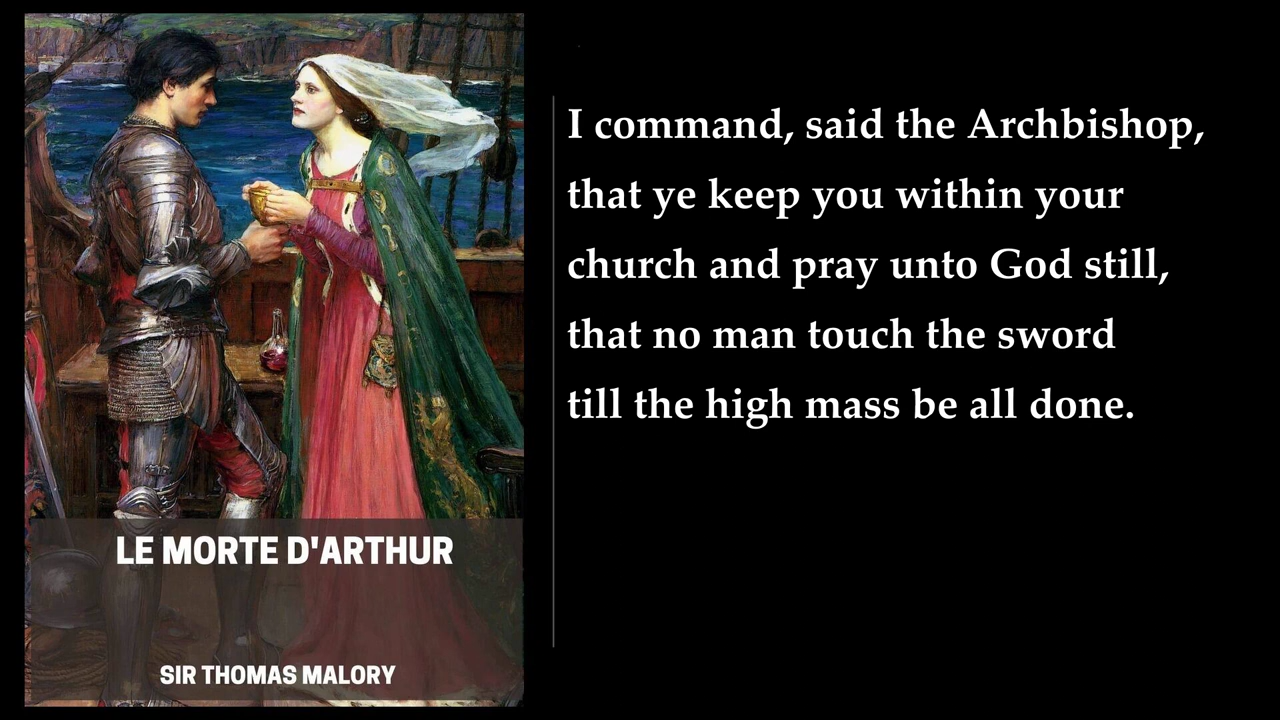 I command, said the Archbishop,
that ye keep you within your
church and pray unto God still,
that no man touch the sword
till the high mass be all done.
LE MORTE D'ARTHUR
SIR THOMAS MALORY